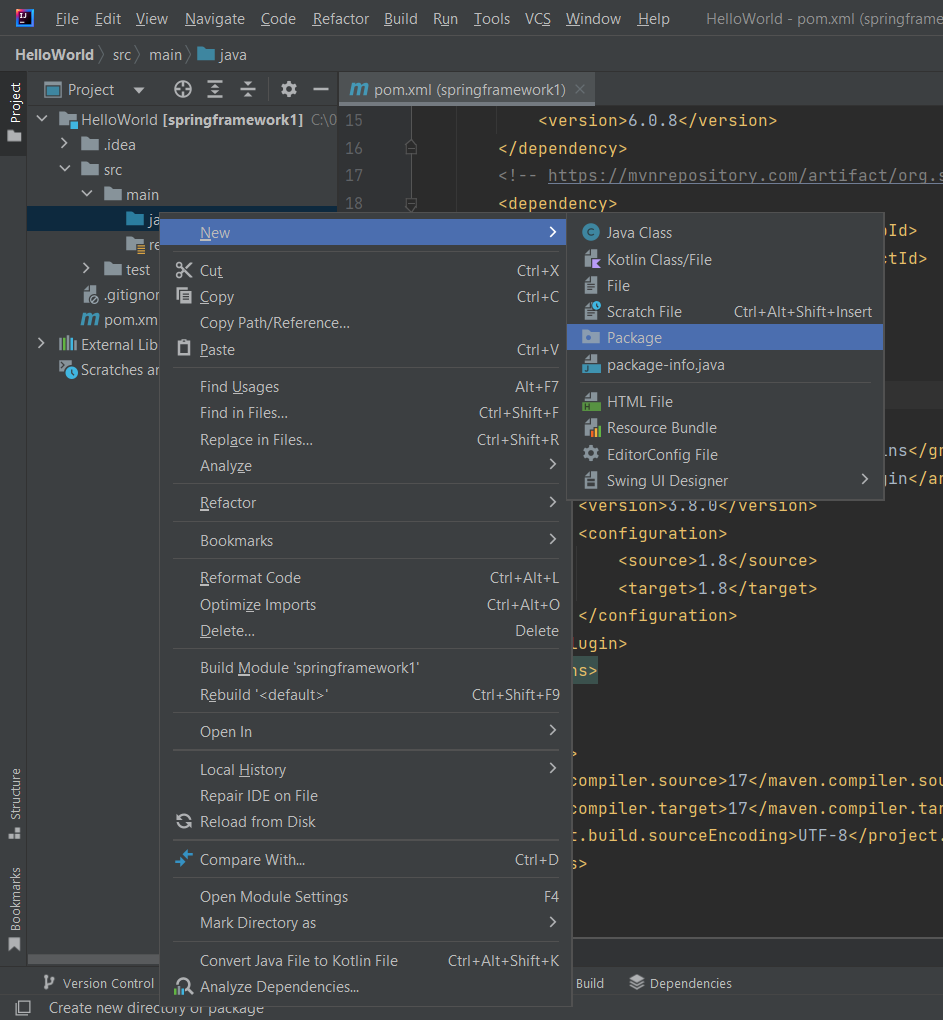 File Edit View Navigate Code Refactor Build Run Tools VCS Window Help HelloWorld - pom.xml (springframe
HelloWorld src main java
Project
Project
pom.xml (springframework1)
HelloWorld [springframework1] C:\0
.idea
src
main
ja
re
test
.gitignor
pom.xm
External Lib
Scratches ar
15 <version>6.0.8</version>
16 </dependency>
17 <!-- https://mvnrepository.com/artifact/org.s
18 <dependency>
pId>
ctId>
New
Cut Ctrl+X
Copy Ctrl+C
Copy Path/Reference...
Paste Ctrl+V
Find Usages Alt+F7
Find in Files... Ctrl+Shift+F
Replace in Files... Ctrl+Shift+R
Analyze
Refactor
Bookmarks
Reformat Code Ctrl+Alt+L
Optimize Imports Ctrl+Alt+O
Delete... Delete
Build Module 'springframework1'
Rebuild '<default>' Ctrl+Shift+F9
Open In
Local History
Repair IDE on File
Reload from Disk
Compare With... Ctrl+D
Open Module Settings F4
Mark Directory as
Convert Java File to Kotlin File Ctrl+Alt+Shift+K
Analyze Dependencies...
Java Class
Kotlin Class/File
File
Scratch File Ctrl+Alt+Shift+Insert
Package
package-info.java
HTML File
Resource Bundle
EditorConfig File
Swing UI Designer
ins</gr
gin</ar
<version>3.8.0</version>
<configuration>
<source>1.8</source>
<target>1.8</target>
</configuration>
lugin>
ns>
>
compiler.source>17</maven.compiler.sou
compiler.target>17</maven.compiler.tar
t.build.sourceEncoding>UTF-8</project.
s>
Structure
Bookmarks
Version Control
Build
Dependencies
Create new directory or package